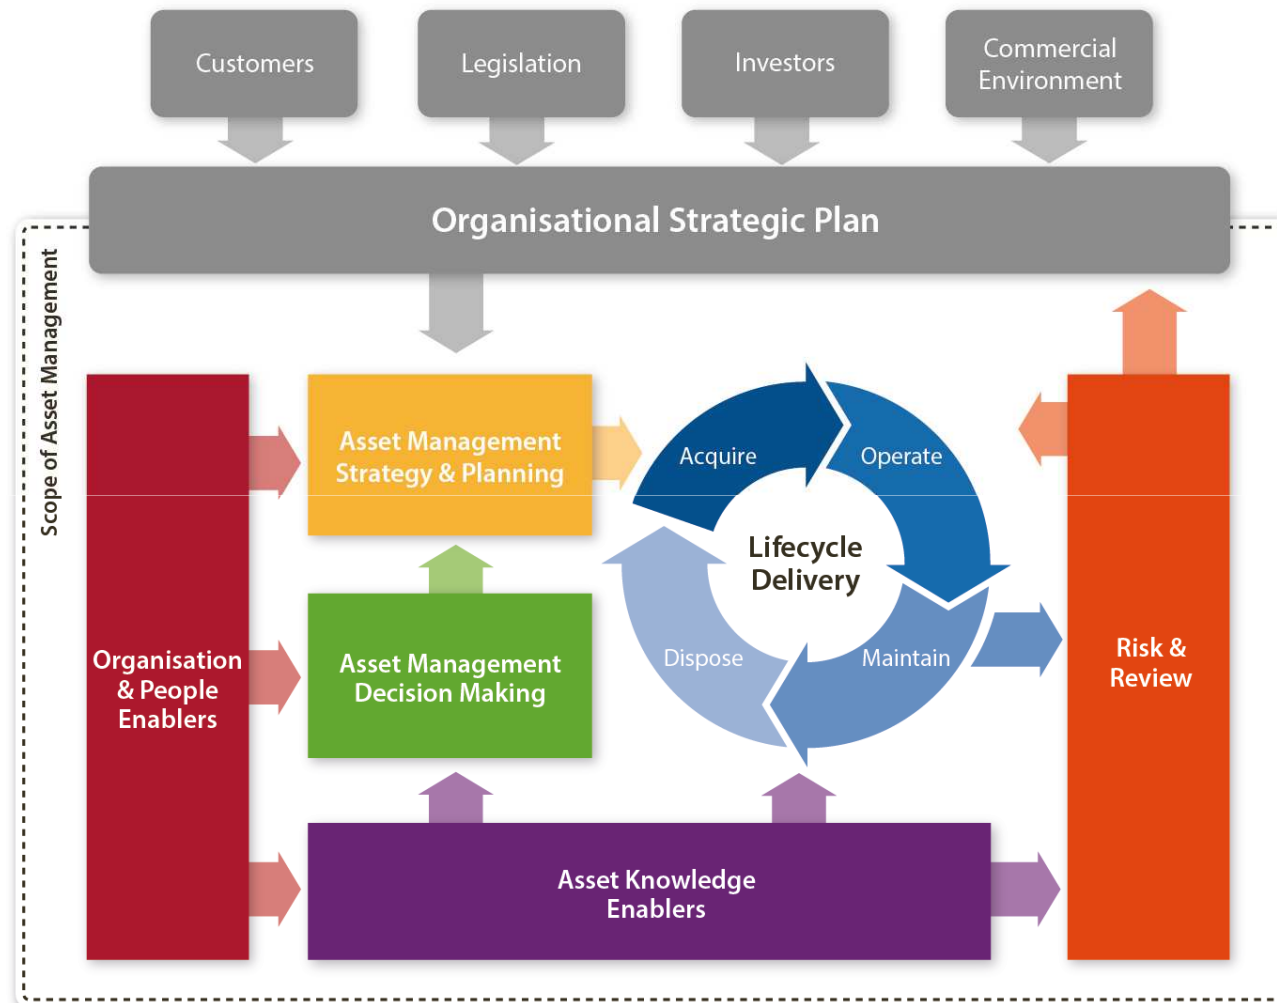 Customers
Legislation
Investors
Commercial
Environment
Organisational Strategic Plan
Scope of Asset Management
Asset Management
Strategy & Planning
Acquire
Operate
Lifecycle
Delivery
Dispose
Maintain
Organisation
& People
Enablers
Asset Management
Decision Making
Risk &
Review
Asset Knowledge
Enablers